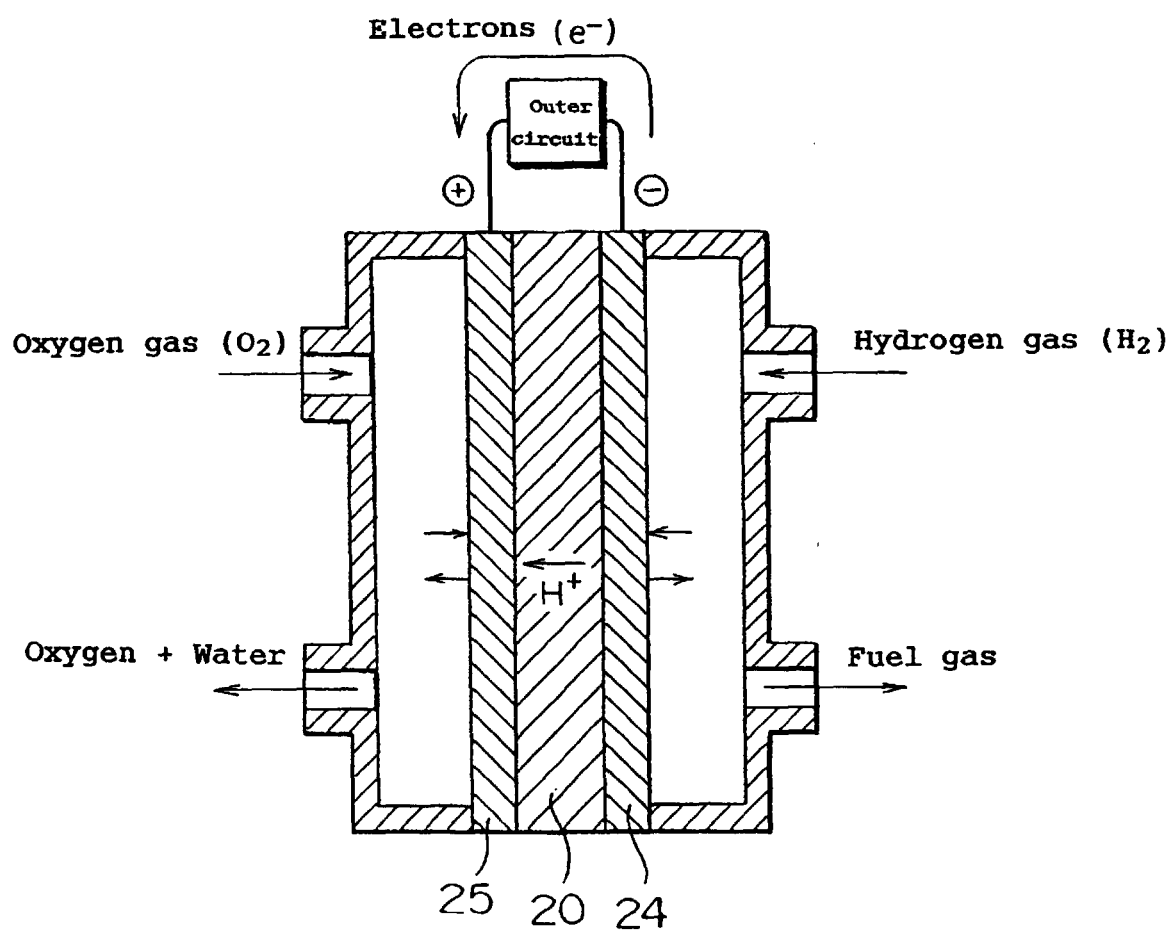 Electrons (e⁻)
Outer
circuit
⊕
⊖
Oxygen gas (O₂)
Hydrogen gas (H₂)
H⁺
Oxygen + Water
Fuel gas
25
20
24